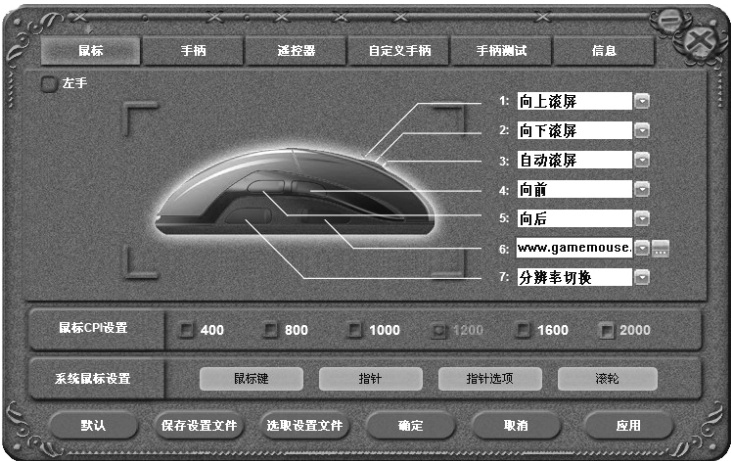 鼠标 手柄 遥控器 自定义手柄 手柄测试 信息
左手
1: 向上滚屏
2: 向下滚屏
3: 自动滚屏
4: 向前
5: 向后
6: www.gamemouse. ...
7: 分辨率切换
鼠标CPI设置 400 800 1000 1200 1600 2000
系统鼠标设置 鼠标键 指针 指针选项 滚轮
默认 保存设置文件 选取设置文件 确定 取消 应用